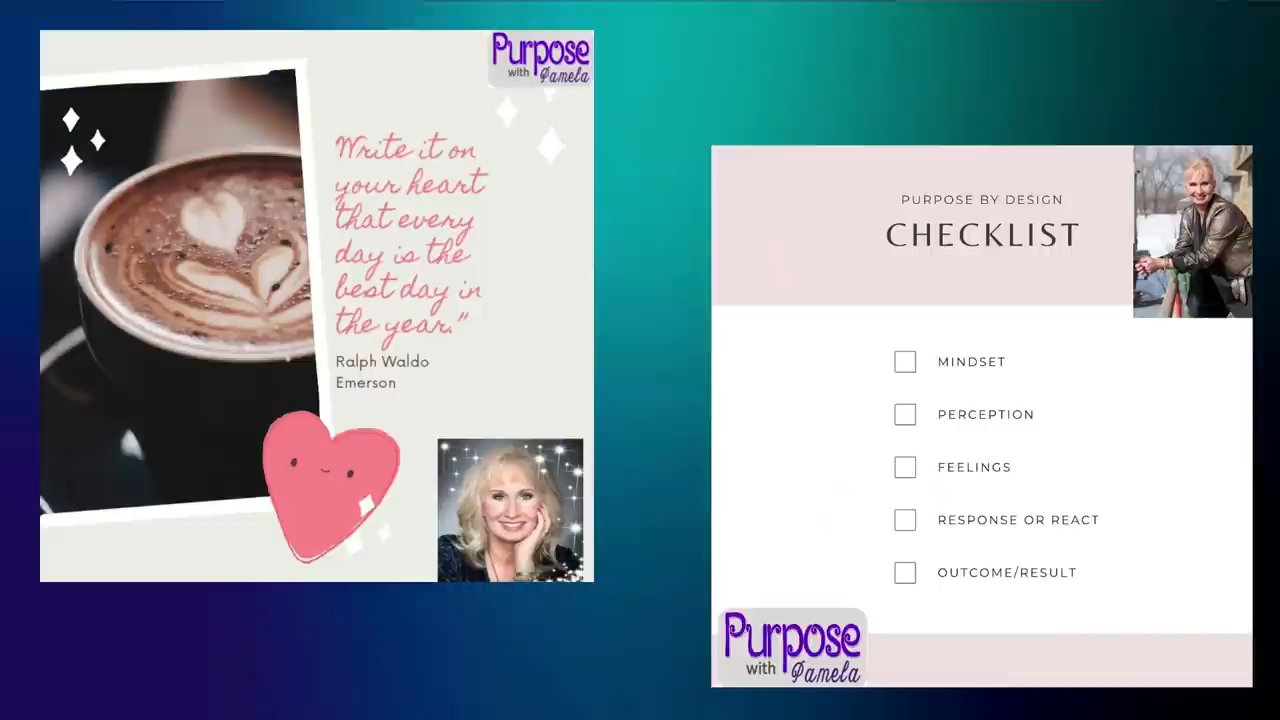 Purpose
with Pamela
Write it on
your heart
that every
day is the
best day in
the year."
Ralph Waldo
Emerson
PURPOSE BY DESIGN
CHECKLIST
MINDSET
PERCEPTION
FEELINGS
RESPONSE OR REACT
OUTCOME/RESULT
Purpose
with Pamela